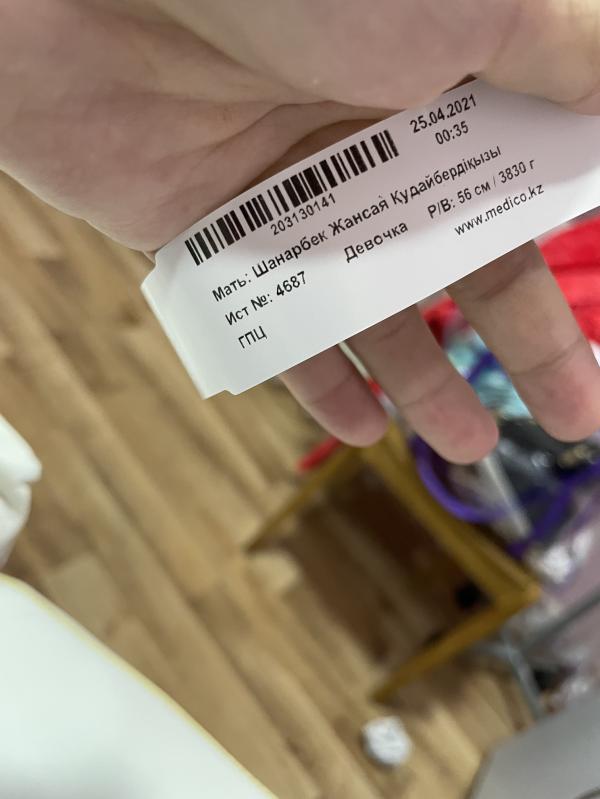 25.04.2021
00:35
203130141
Мать: Шанарбек Жансая Кудайбердіқызы
Ист №: 4687
Девочка
Р/В: 56 см / 3830 г
ГПЦ
www.medico.kz